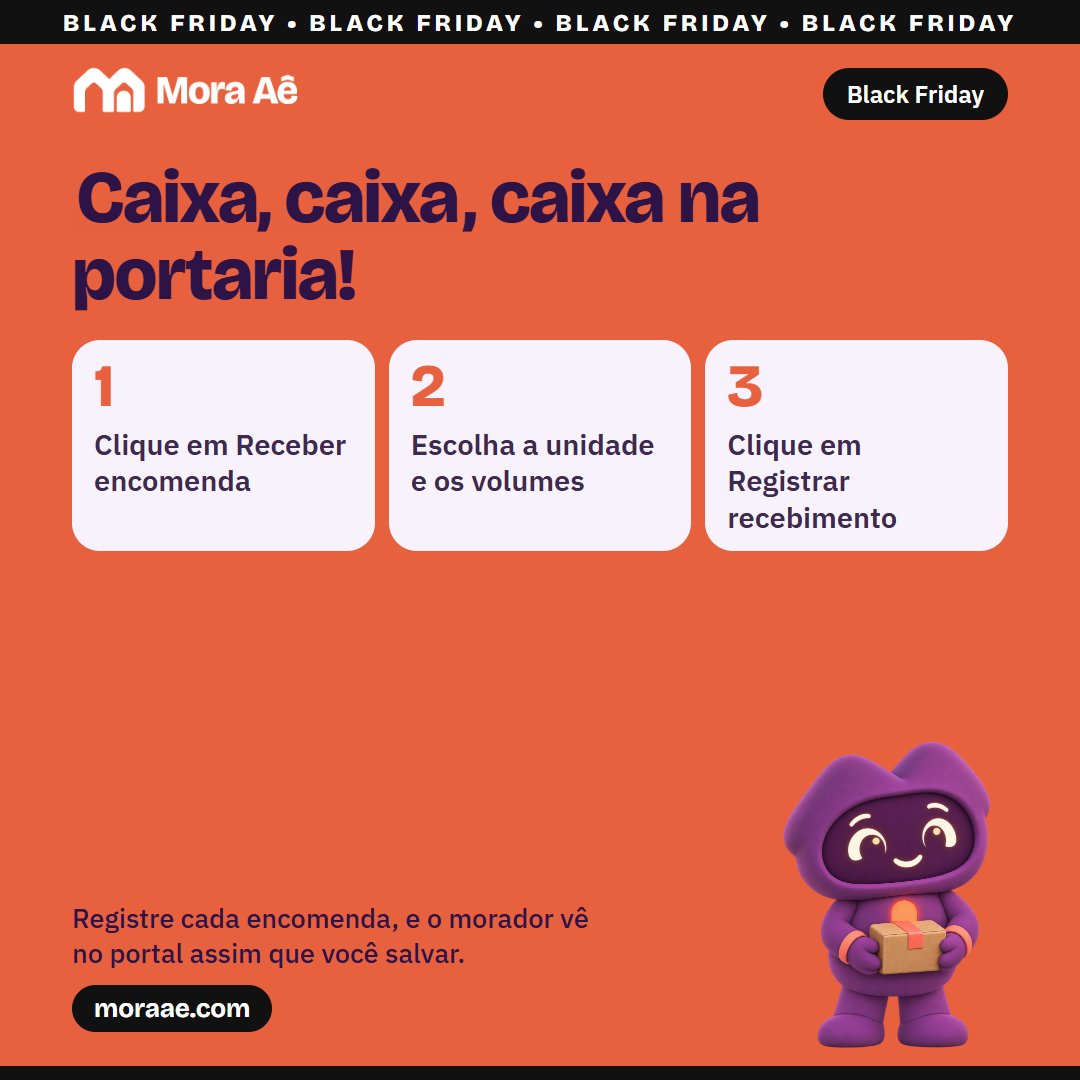 BLACK FRIDAY • BLACK FRIDAY • BLACK FRIDAY • BLACK FRIDAY
Mora Aê
Black Friday
Caixa, caixa, caixa na
portaria!
1
Clique em Receber
encomenda
2
Escolha a unidade
e os volumes
3
Clique em
Registrar
recebimento
Registre cada encomenda, e o morador vê
no portal assim que você salvar.
moraae.com